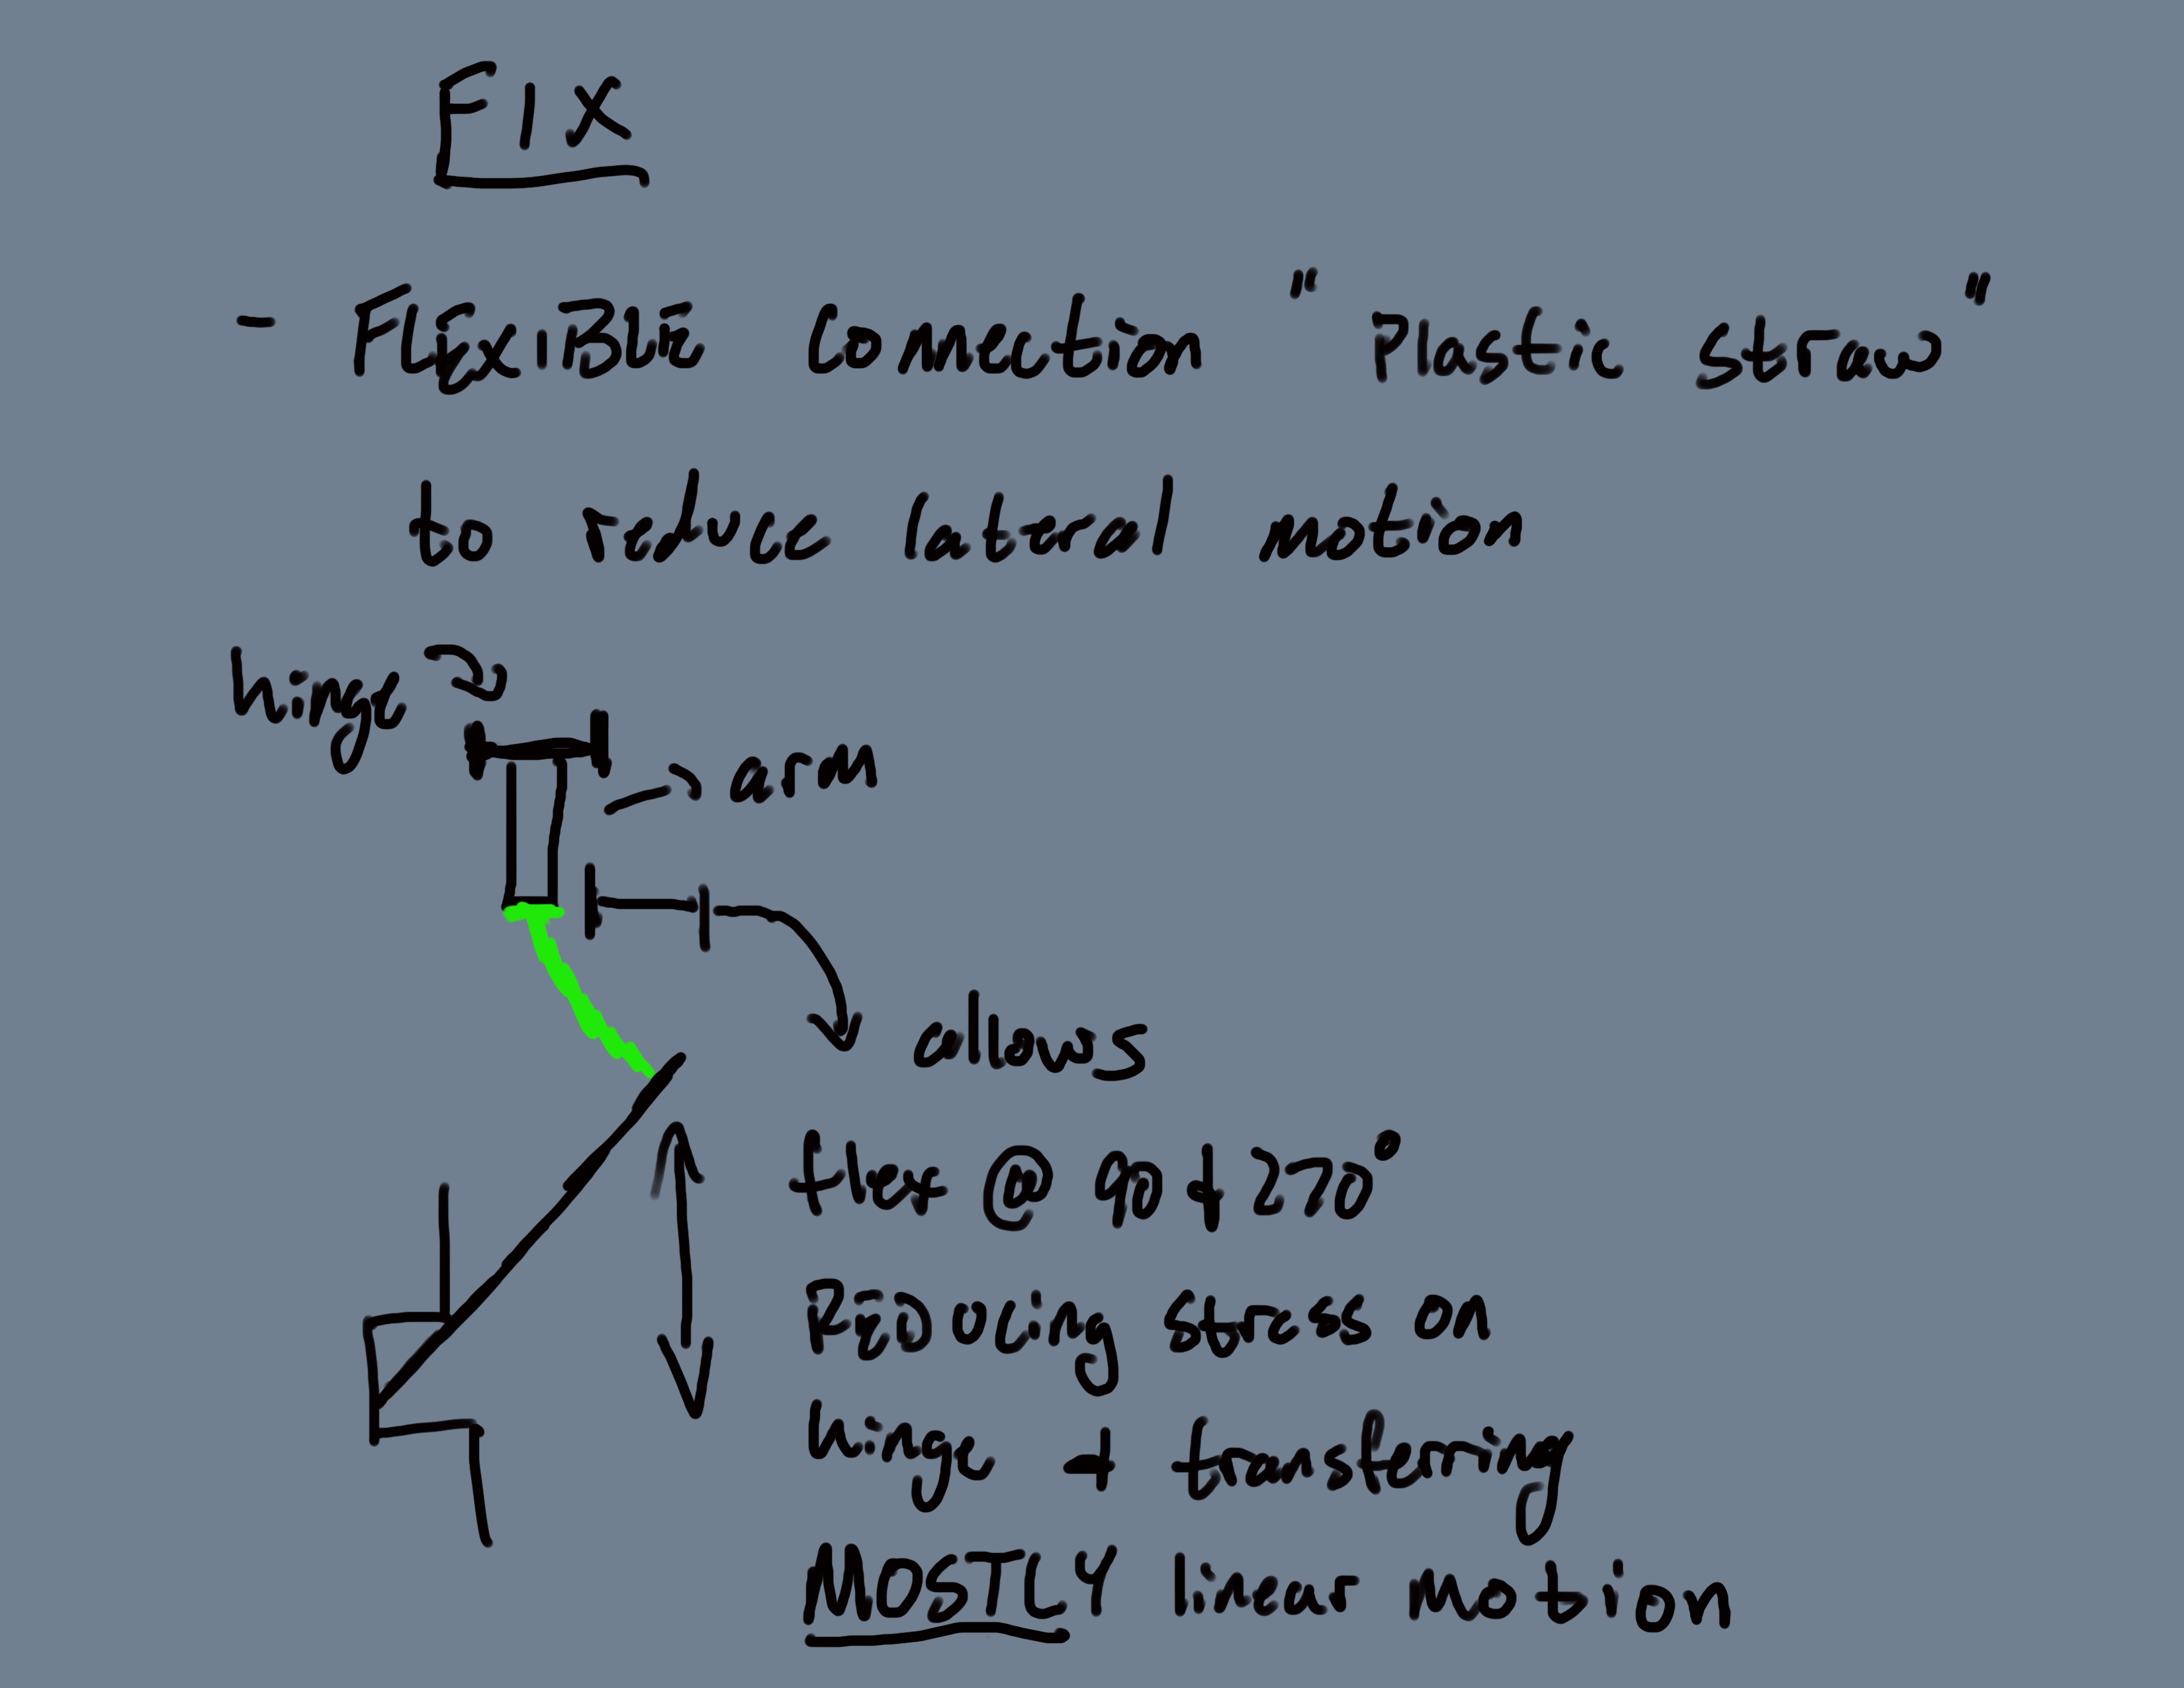 FIX
- FLEXIBLE Connection "Plastic straw"
to reduce lateral motion
hinge
arm
allows
flex @ 90 + 270°
REDUcing stress on
hinge + transferring
MOSTLY linear motion